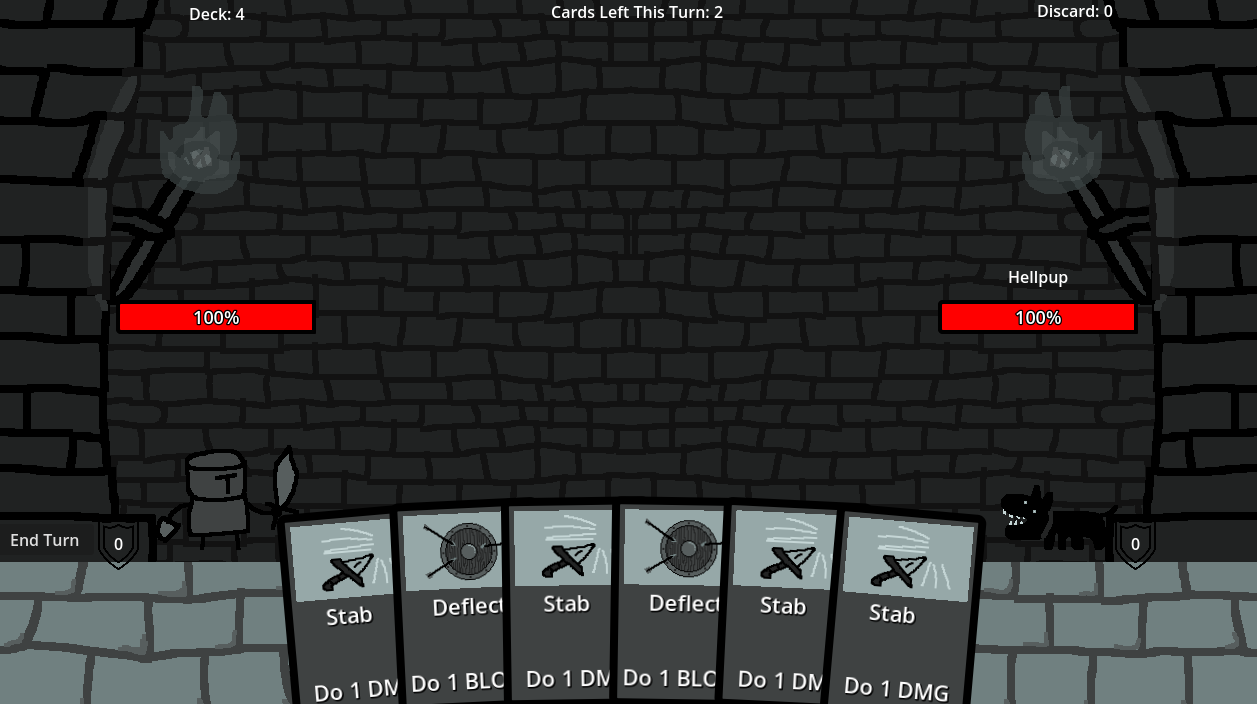 Deck: 4
Cards Left This Turn: 2
Discard: 0
Hellpup
100%
100%
End Turn
0
0
Stab
Do 1 DM
Deflect
Do 1 BLO
Stab
Do 1 DM
Deflect
Do 1 BLO
Stab
Do 1 DM
Stab
Do 1 DMG